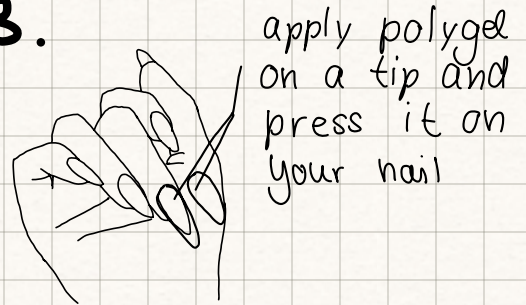 3.
apply polygel
on a tip and
press it on
your nail